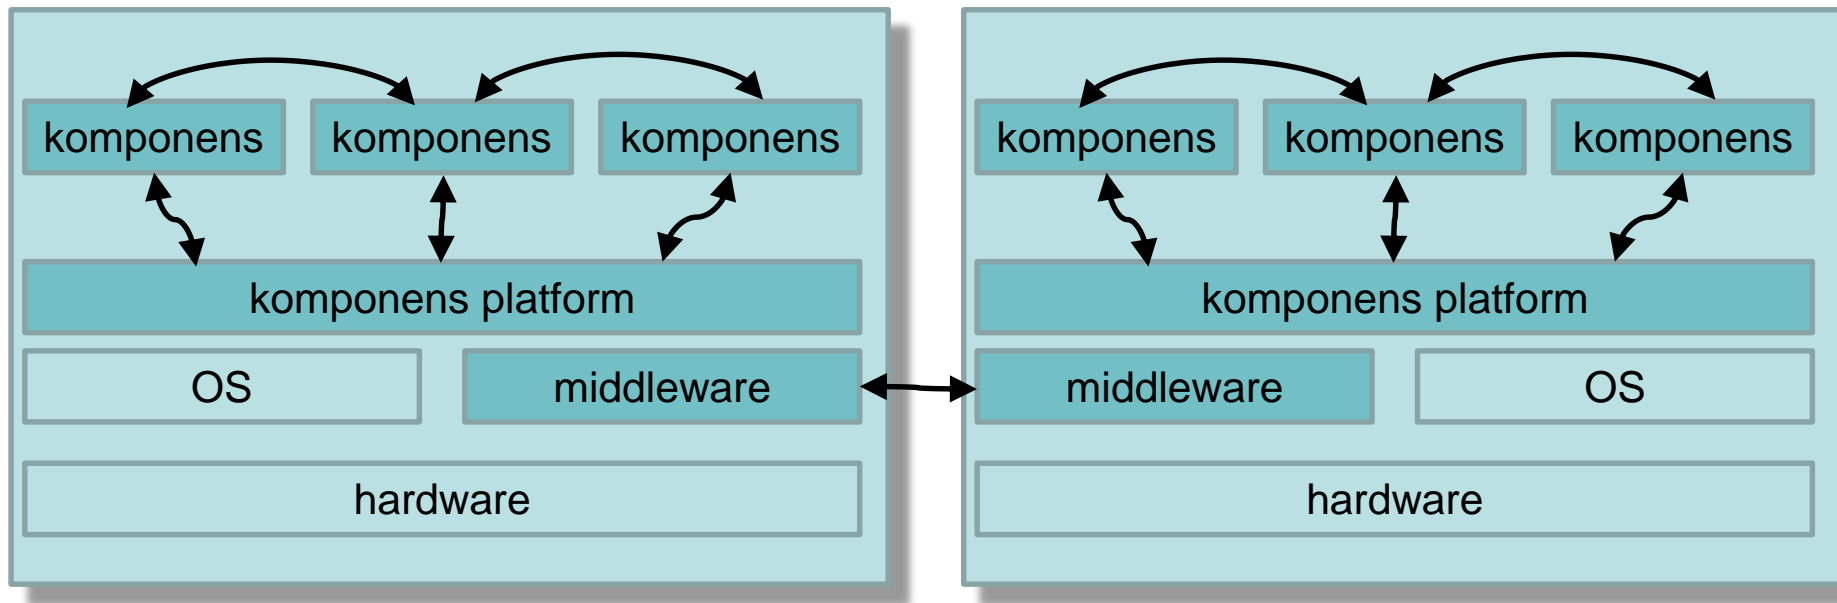 komponens komponens komponens
komponens platform
OS middleware
hardware
komponens komponens komponens
komponens platform
middleware OS
hardware